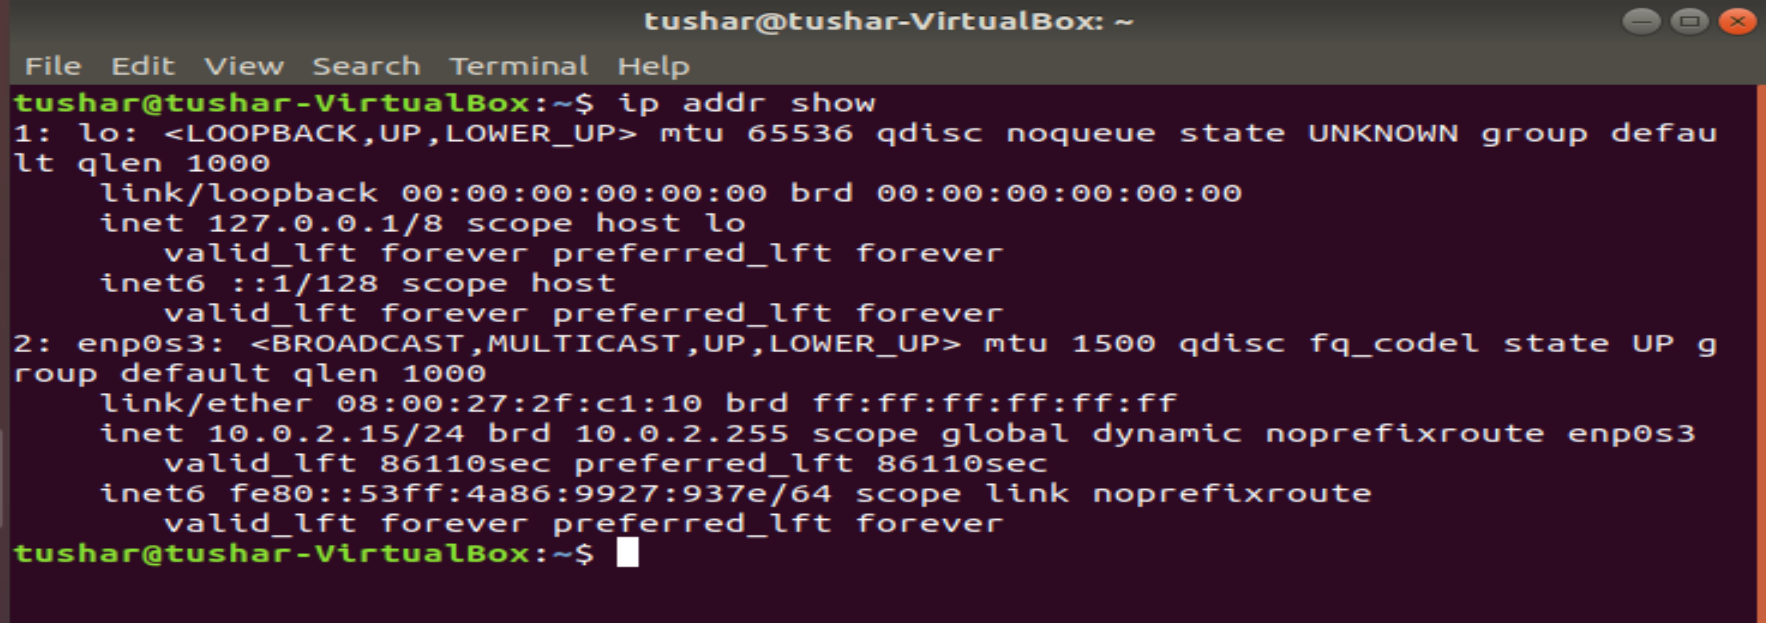 tushar@tushar-VirtualBox: ~
File Edit View Search Terminal Help
tushar@tushar-VirtualBox:~$ ip addr show
1: lo: <LOOPBACK,UP,LOWER_UP> mtu 65536 qdisc noqueue state UNKNOWN group defau
lt qlen 1000
    link/loopback 00:00:00:00:00:00 brd 00:00:00:00:00:00
    inet 127.0.0.1/8 scope host lo
       valid_lft forever preferred_lft forever
    inet6 ::1/128 scope host
       valid_lft forever preferred_lft forever
2: enp0s3: <BROADCAST,MULTICAST,UP,LOWER_UP> mtu 1500 qdisc fq_codel state UP g
roup default qlen 1000
    link/ether 08:00:27:2f:c1:10 brd ff:ff:ff:ff:ff:ff
    inet 10.0.2.15/24 brd 10.0.2.255 scope global dynamic noprefixroute enp0s3
       valid_lft 86110sec preferred_lft 86110sec
    inet6 fe80::53ff:4a86:9927:937e/64 scope link noprefixroute
       valid_lft forever preferred_lft forever
tushar@tushar-VirtualBox:~$